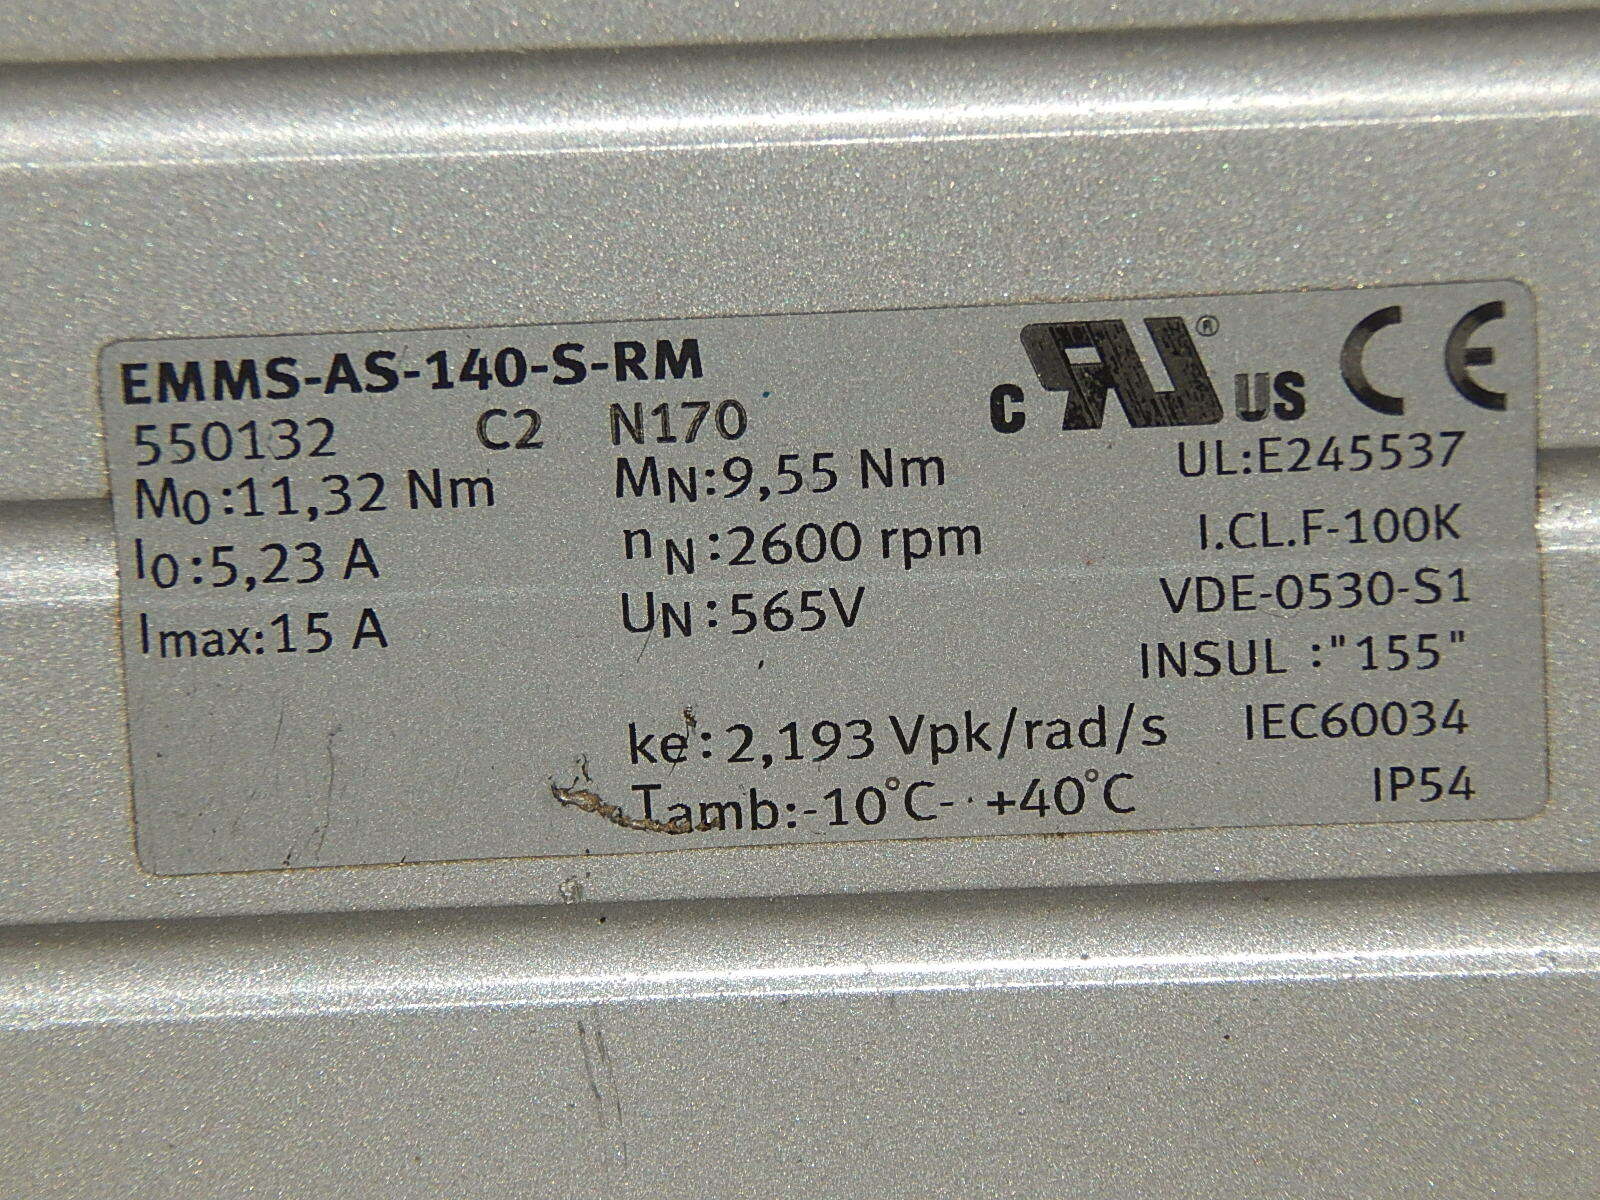 EMMS-AS-140-S-RM
c RU ® US CE
550132 C2 N170
UL:E245537
M0:11,32 Nm MN:9,55 Nm
I0:5,23 A nN:2600 rpm I.CL.F-100K
Imax:15 A UN:565V VDE-0530-S1
INSUL :"155"
ke:2,193 Vpk/rad/s IEC60034
Tamb:-10°C- +40°C IP54